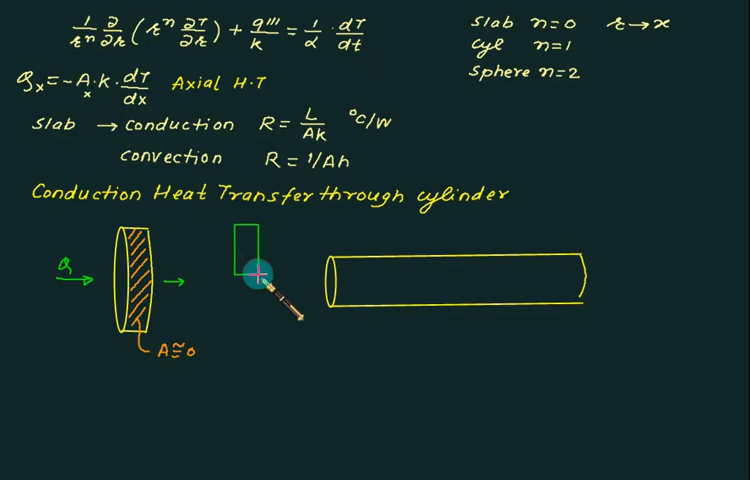 1/r^n ∂/∂r (r^n ∂T/∂r) + q'''/k = 1/α · dT/dt
slab n=0 r→x
cyl n=1
sphere n=2
Qx = -Ax·k·dT/dx Axial H.T
slab → conduction R = L/Ak °C/W
convection R = 1/Ah
Conduction Heat Transfer through cylinder
Q
A≅0